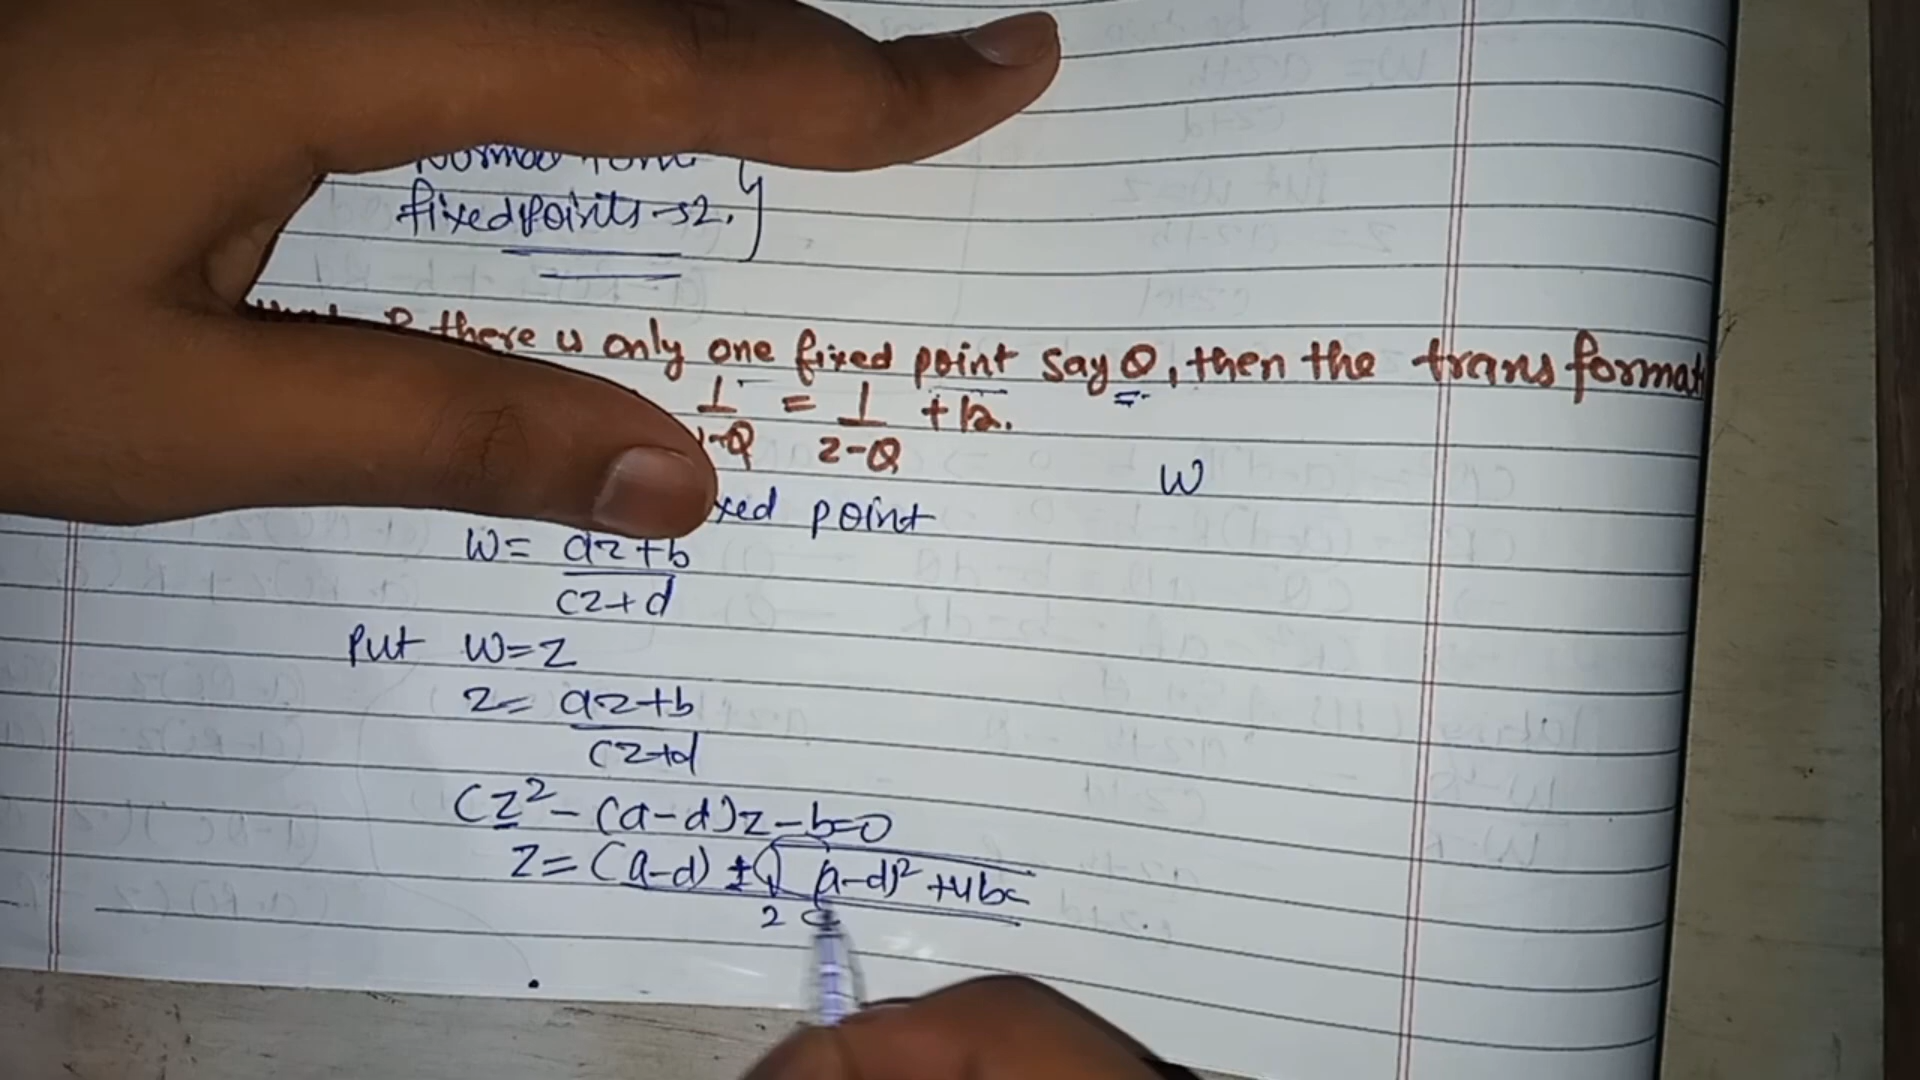 fixed points → 2.
there is only one fixed point say Q, then the transformat
1 = 1 + k.
-Q z-Q
w
xed point
w = az+b
cz+d
Put w=z
z = az+b
cz+d
cz² - (a-d)z - b=0
z = (a-d) ± √(a-d)² + 4bc
2c